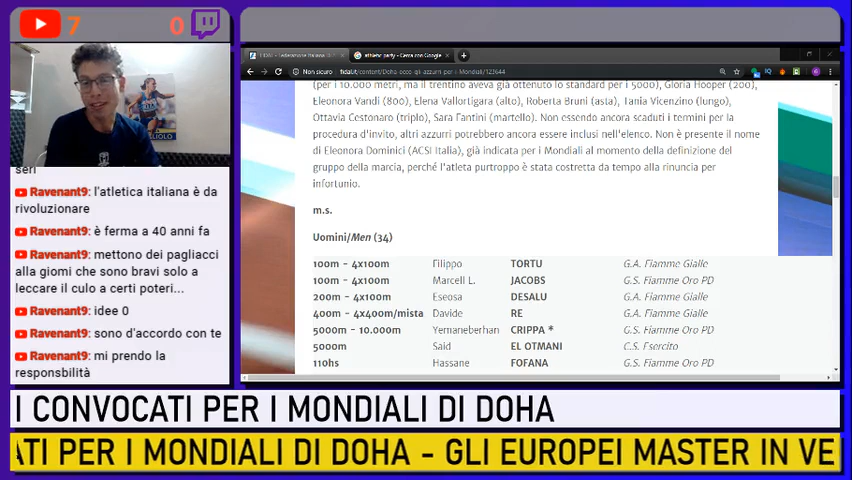 7
0
GLIOLO
seri
Ravenant9: l'atletica italiana è da
rivoluzionare
Ravenant9: è ferma a 40 anni fa
Ravenant9: mettono dei pagliacci
alla giomi che sono bravi solo a
leccare il culo a certi poteri...
Ravenant9: idee 0
Ravenant9: sono d'accordo con te
Ravenant9: mi prendo la
responsbilità
FIDAL - Federazione Italiana Di
athletic party - Cerca con Google
Non sicuro fidal.it/content/Doha-ecco-gli-azzurri-per-i-Mondiali/123644
(per i 10.000 metri, ma il trentino aveva già ottenuto lo standard per i 5000), Gloria Hooper (200),
Eleonora Vandi (800), Elena Vallortigara (alto), Roberta Bruni (asta), Tania Vicenzino (lungo),
Ottavia Cestonaro (triplo), Sara Fantini (martello). Non essendo ancora scaduti i termini per la
procedura d'invito, altri azzurri potrebbero ancora essere inclusi nell'elenco. Non è presente il nome
di Eleonora Dominici (ACSI Italia), già indicata per i Mondiali al momento della definizione del
gruppo della marcia, perché l'atleta purtroppo è stata costretta da tempo alla rinuncia per
infortunio.
m.s.
Uomini/Men (34)
100m - 4x100m Filippo TORTU G.A. Fiamme Gialle
100m - 4x100m Marcell L. JACOBS G.S. Fiamme Oro PD
200m - 4x100m Eseosa DESALU G.A. Fiamme Gialle
400m - 4x400m/mista Davide RE G.A. Fiamme Gialle
5000m - 10.000m Yemaneberhan CRIPPA * G.S. Fiamme Oro PD
5000m Said EL OTMANI C.S. Esercito
110hs Hassane FOFANA G.S. Fiamme Oro PD
I CONVOCATI PER I MONDIALI DI DOHA
ATI PER I MONDIALI DI DOHA - GLI EUROPEI MASTER IN VE